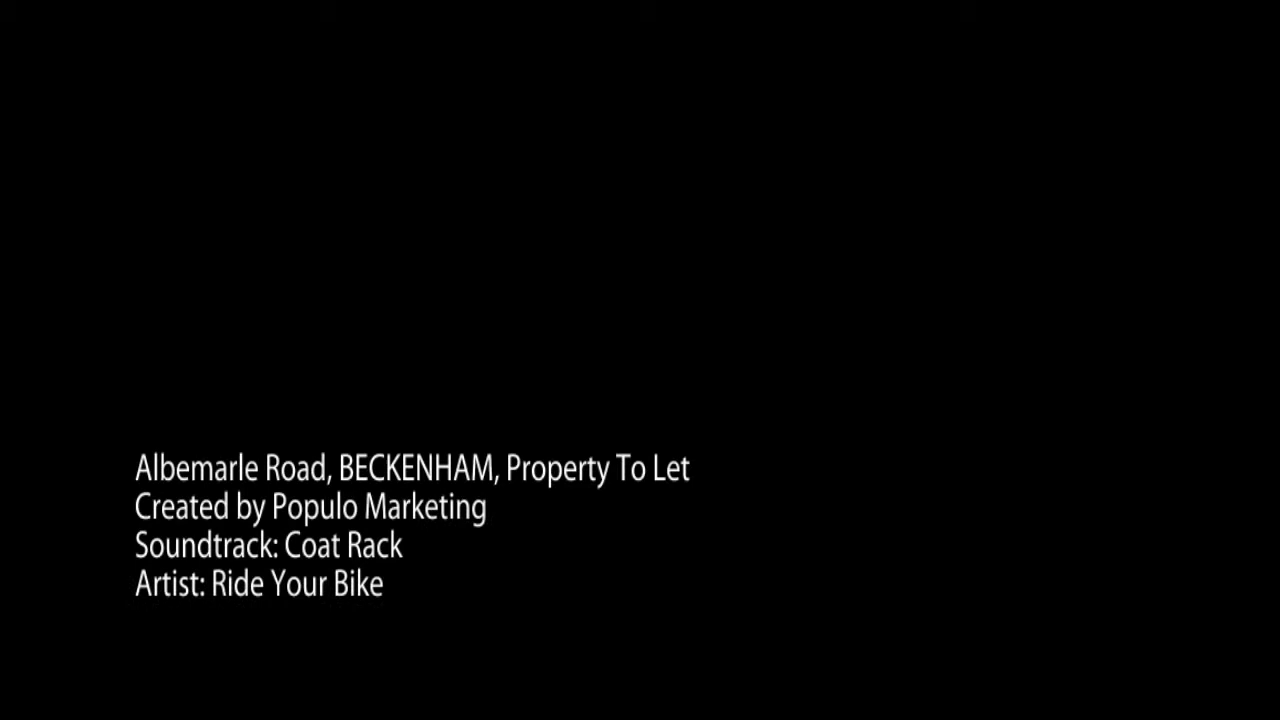 Albemarle Road, BECKENHAM, Property To Let
Created by Populo Marketing
Soundtrack: Coat Rack
Artist: Ride Your Bike